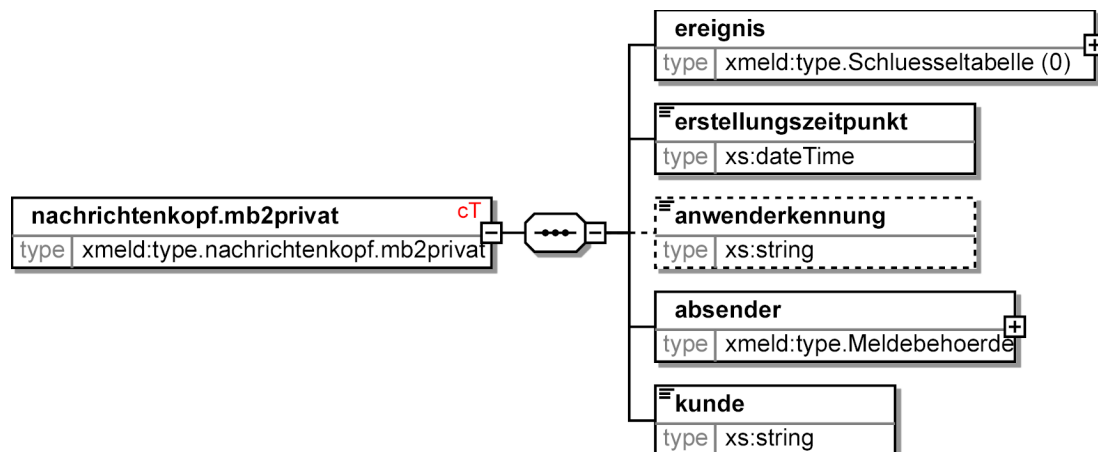 ereignis
type xmeld:type.Schluesseltabelle (0)
erstellungszeitpunkt
type xs:dateTime
nachrichtenkopf.mb2privat cT
type xmeld:type.nachrichtenkopf.mb2privat
anwenderkennung
type xs:string
absender
type xmeld:type.Meldebehoerde
kunde
type xs:string